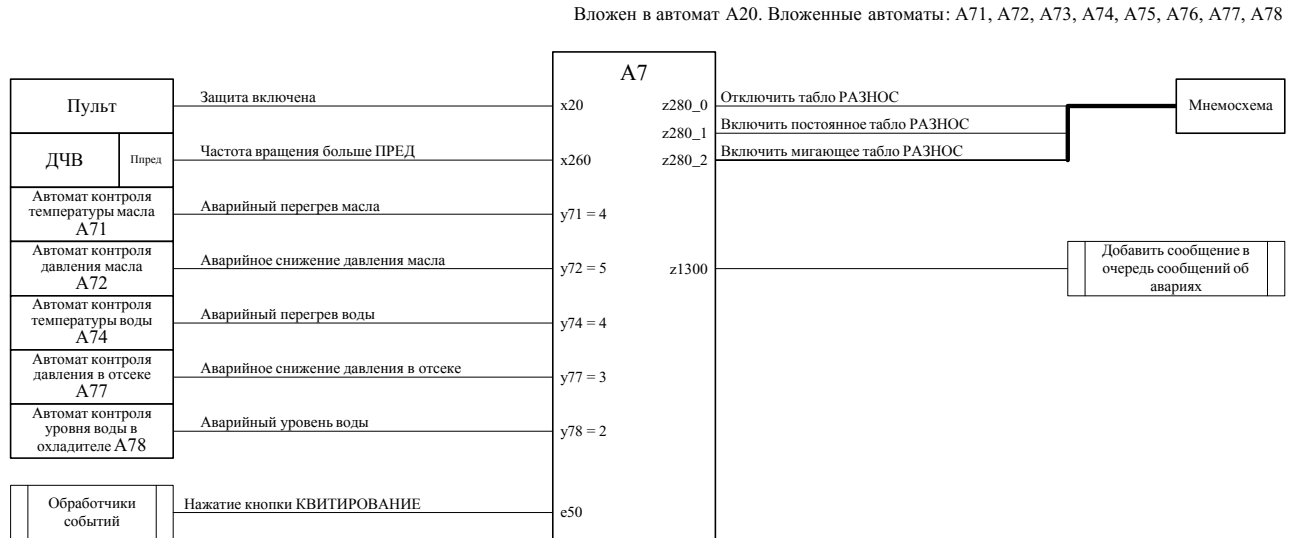 Вложен в автомат А20. Вложенные автоматы: А71, А72, А73, А74, А75, А76, А77, А78
А7
Пульт
Защита включена
x20
z280_0
Отключить табло РАЗНОС
Мнемосхема
z280_1
Включить постоянное табло РАЗНОС
ДЧВ
Ппред
Частота вращения больше ПРЕД
x260
z280_2
Включить мигающее табло РАЗНОС
Автомат контроля
температуры масла
А71
Аварийный перегрев масла
y71 = 4
Автомат контроля
давления масла
А72
Аварийное снижение давления масла
y72 = 5
z1300
Добавить сообщение в
очередь сообщений об
авариях
Автомат контроля
температуры воды
А74
Аварийный перегрев воды
y74 = 4
Автомат контроля
давления в отсеке
А77
Аварийное снижение давления в отсеке
y77 = 3
Автомат контроля
уровня воды в
охладителе А78
Аварийный уровень воды
y78 = 2
Обработчики
событий
Нажатие кнопки КВИТИРОВАНИЕ
e50